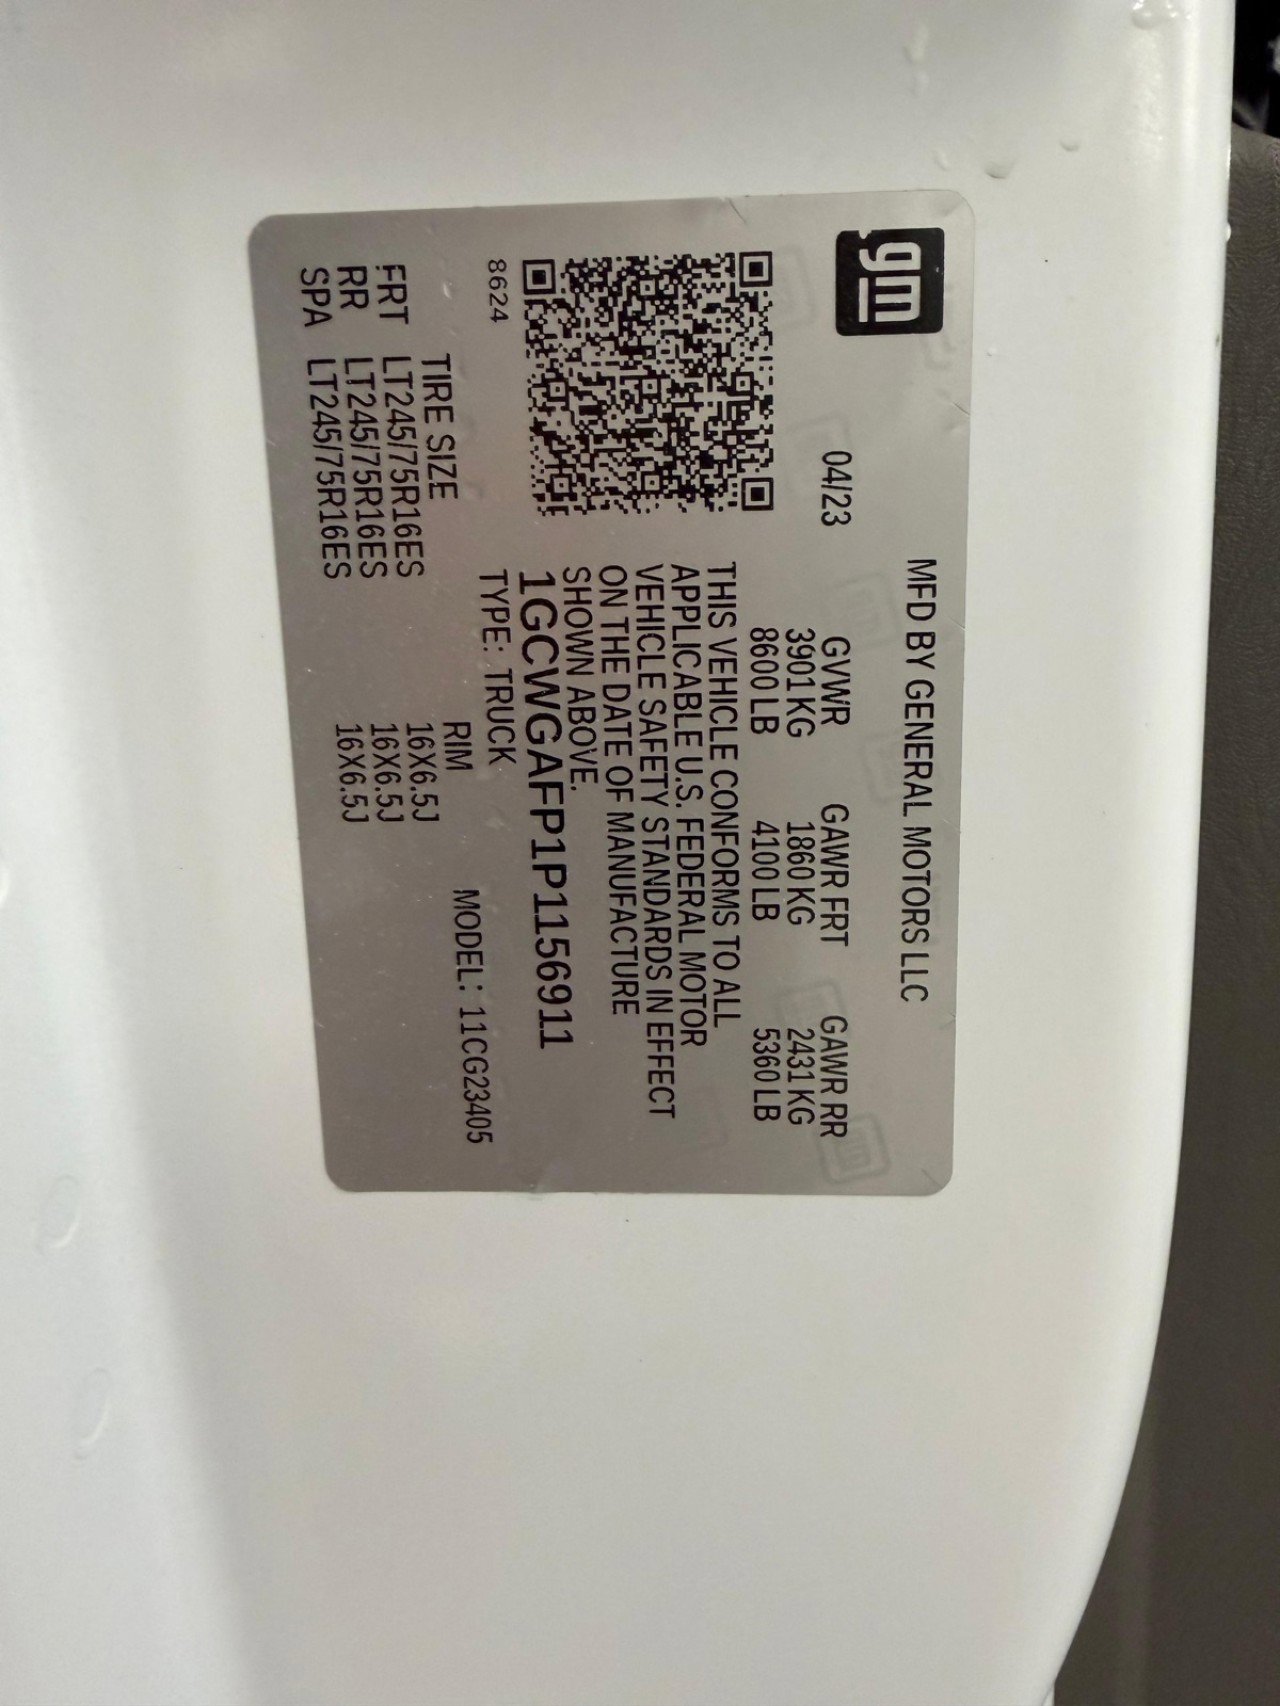 gm
MFD BY GENERAL MOTORS LLC
04/23 GVWR GAWR FRT GAWR RR
3901 KG 1860 KG 2431 KG
8600 LB 4100 LB 5360 LB
THIS VEHICLE CONFORMS TO ALL
APPLICABLE U.S. FEDERAL MOTOR
VEHICLE SAFETY STANDARDS IN EFFECT
ON THE DATE OF MANUFACTURE
SHOWN ABOVE.
1GCWGAFP1P1156911
8624 TYPE: TRUCK MODEL: 11CG23405
TIRE SIZE RIM
FRT LT245/75R16ES 16X6.5J
RR LT245/75R16ES 16X6.5J
SPA LT245/75R16ES 16X6.5J